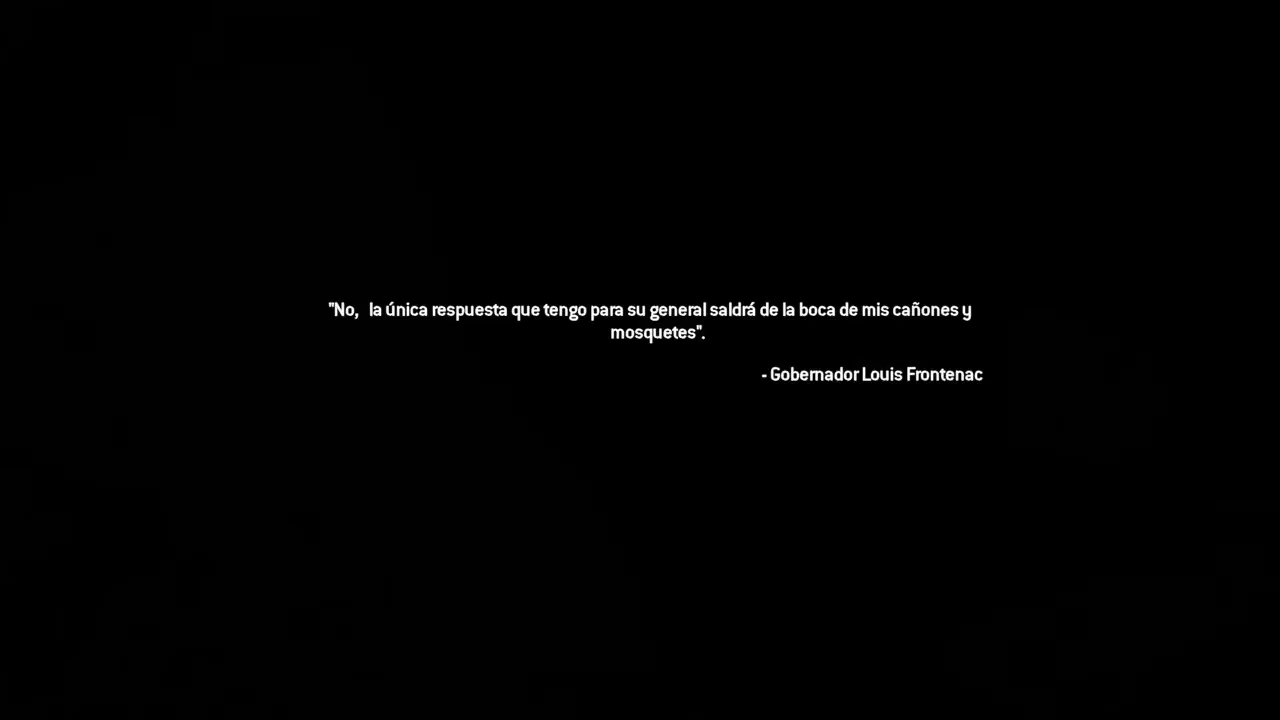 "No, la única respuesta que tengo para su general saldrá de la boca de mis cañones y
mosquetes".
- Gobernador Louis Frontenac